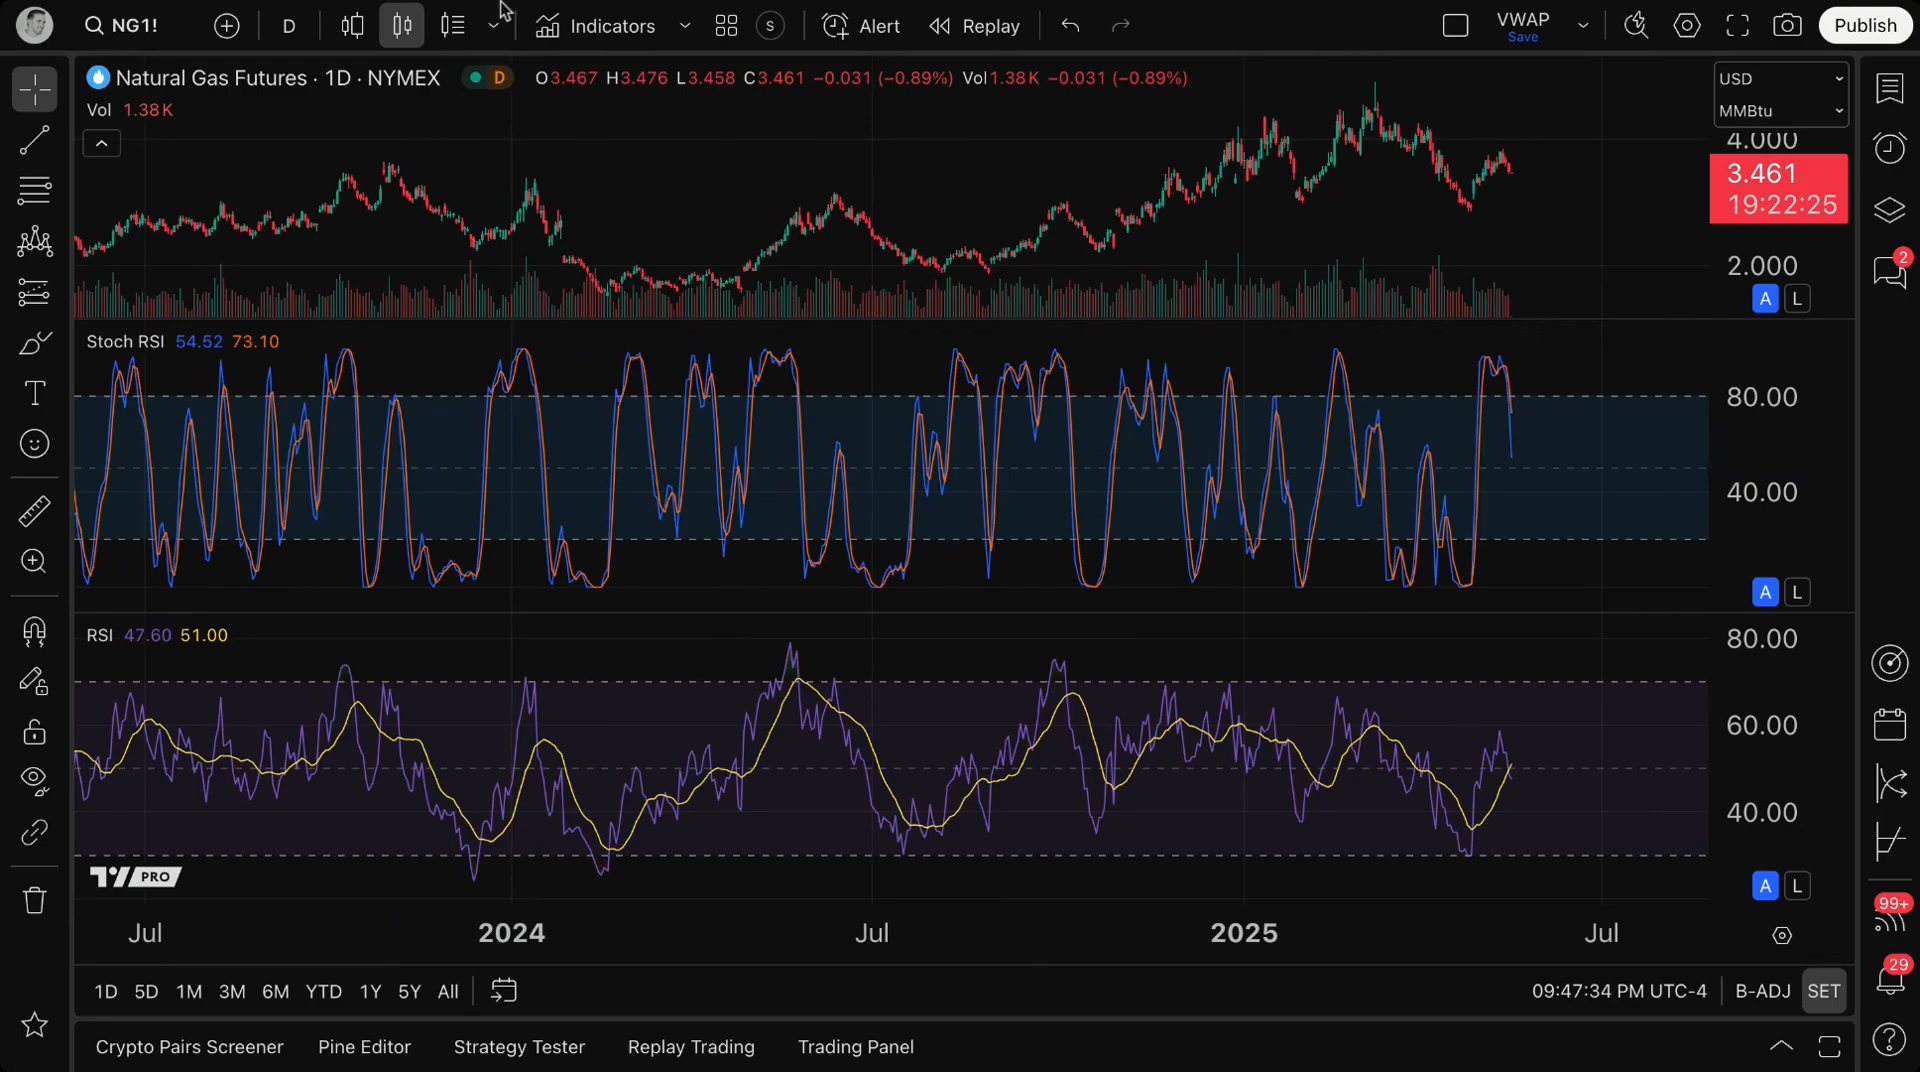 NG1!
D
Indicators
S
Alert
Replay
VWAP
Save
Publish
Natural Gas Futures · 1D · NYMEX
D
O3.467 H3.476 L3.458 C3.461 −0.031 (−0.89%) Vol1.38 K −0.031 (−0.89%)
Vol 1.38 K
USD
MMBtu
4.000
3.461
19:22:25
2.000
A L
2
Stoch RSI 54.52 73.10
80.00
40.00
A L
RSI 47.60 51.00
80.00
60.00
40.00
A L
PRO
Jul 2024 Jul 2025 Jul
99+
29
1D 5D 1M 3M 6M YTD 1Y 5Y All
09:47:34 PM UTC-4
B-ADJ
SET
Crypto Pairs Screener
Pine Editor
Strategy Tester
Replay Trading
Trading Panel